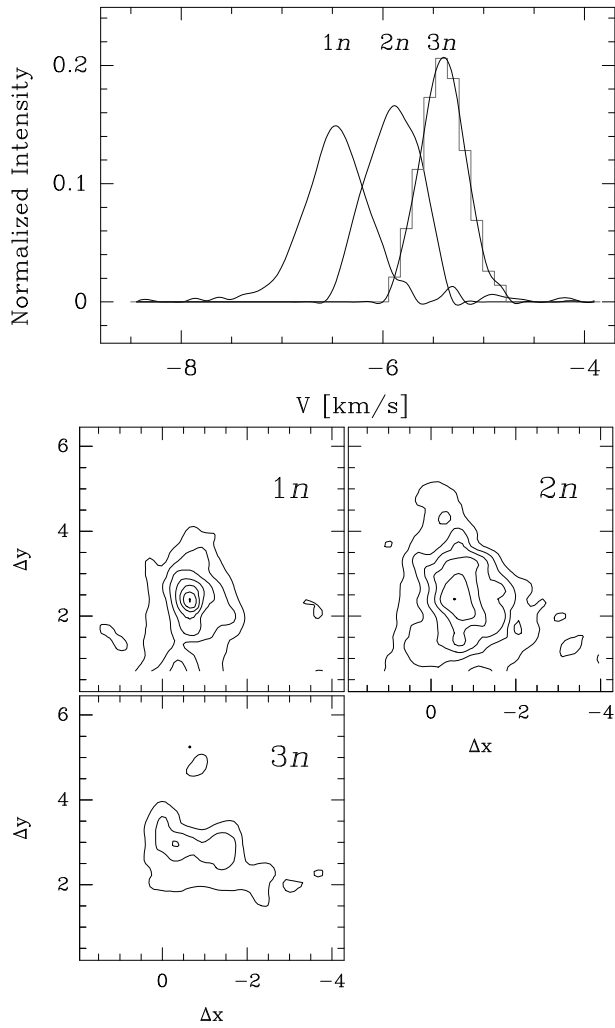 1n 2n 3n
Normalized Intensity
0.2
0.1
0
−8 −6 −4
V [km/s]
6
4
2
Δy
1n
2n
0 −2 −4
Δx
6
4
2
Δy
3n
0 −2 −4
Δx